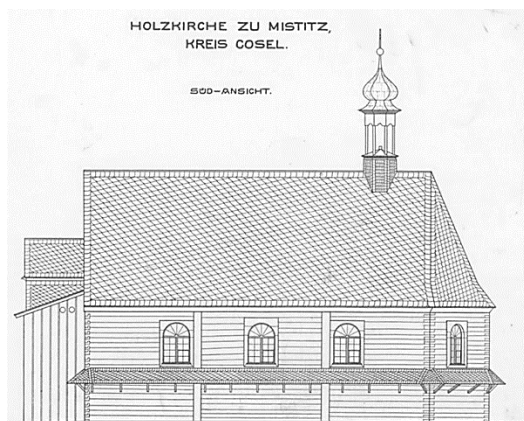 HOLZKIRCHE ZU MISTITZ,
KREIS COSEL.
SÜD-ANSICHT.